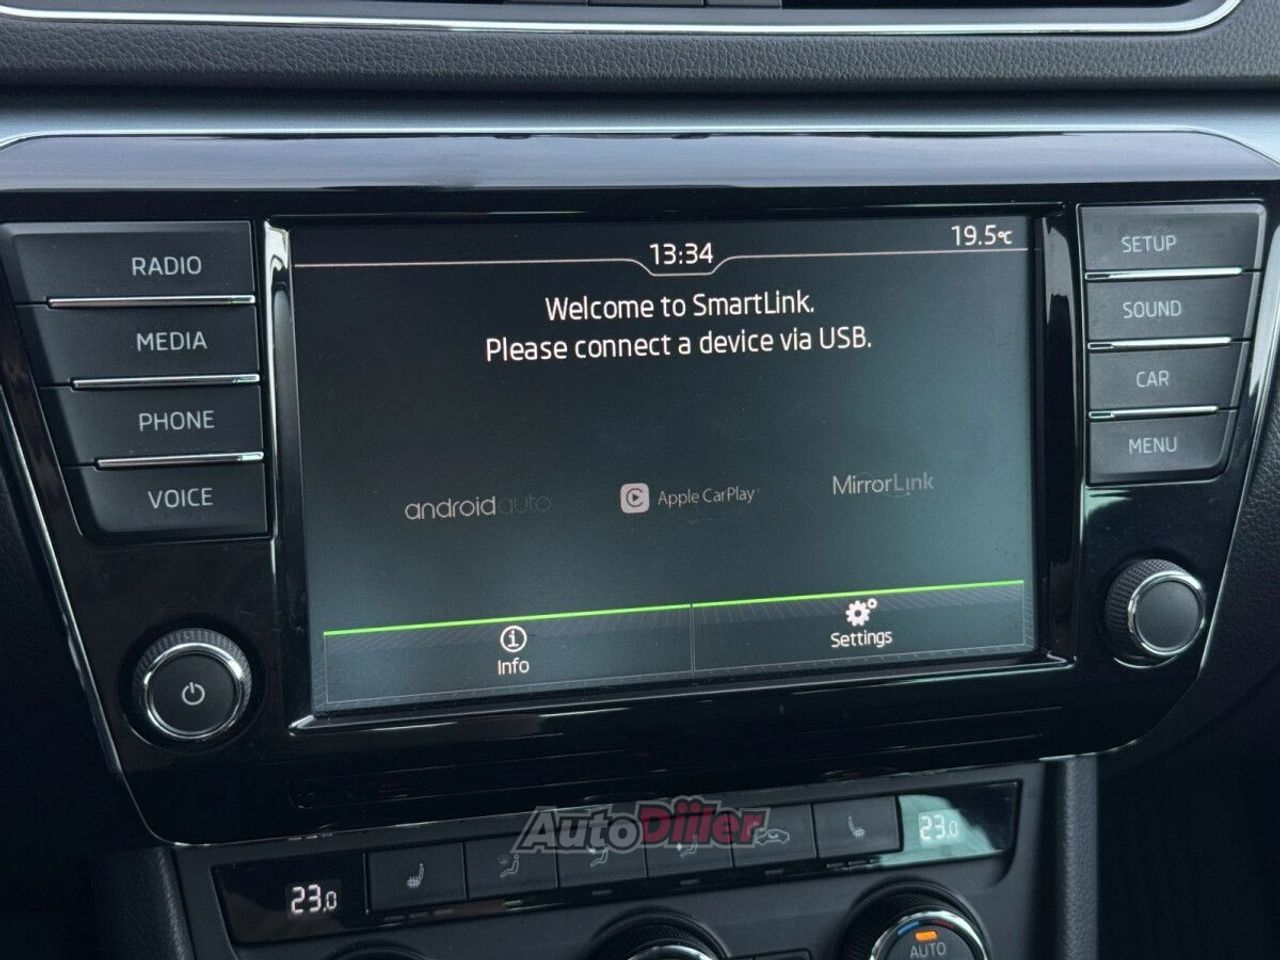 13:34
19.5°C
Welcome to SmartLink.
Please connect a device via USB.
androidauto
Apple CarPlay
MirrorLink
Info
Settings
RADIO
MEDIA
PHONE
VOICE
SETUP
SOUND
CAR
MENU
AutoDiler
23.0
23.0
AUTO